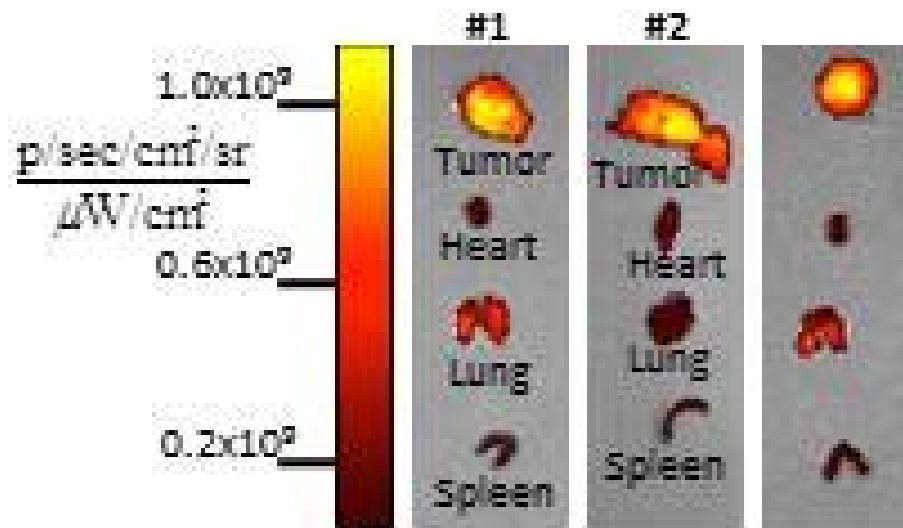 #1 #2
1.0x10⁹
p/sec/cm²/sr
μW/cm²
0.6x10⁹
0.2x10⁹
Tumor
Heart
Lung
Spleen
Tumor
Heart
Lung
Spleen